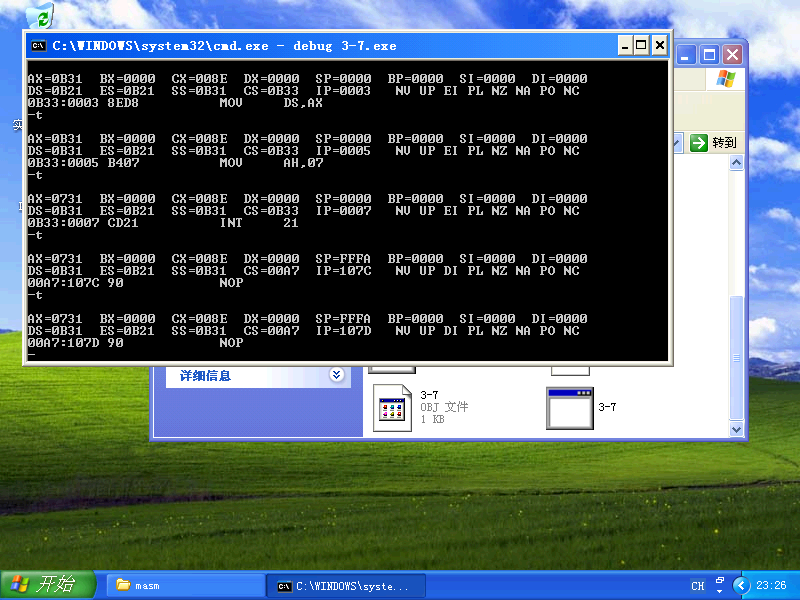 C:\WINDOWS\system32\cmd.exe - debug 3-7.exe
AX=0B31 BX=0000 CX=008E DX=0000 SP=0000 BP=0000 SI=0000 DI=0000
DS=0B21 ES=0B21 SS=0B31 CS=0B33 IP=0003 NV UP EI PL NZ NA PO NC
0B33:0003 8ED8 MOV DS,AX
-t
AX=0B31 BX=0000 CX=008E DX=0000 SP=0000 BP=0000 SI=0000 DI=0000
DS=0B31 ES=0B21 SS=0B31 CS=0B33 IP=0005 NV UP EI PL NZ NA PO NC
0B33:0005 B407 MOV AH,07
-t
AX=0731 BX=0000 CX=008E DX=0000 SP=0000 BP=0000 SI=0000 DI=0000
DS=0B31 ES=0B21 SS=0B31 CS=0B33 IP=0007 NV UP EI PL NZ NA PO NC
0B33:0007 CD21 INT 21
-t
AX=0731 BX=0000 CX=008E DX=0000 SP=FFFA BP=0000 SI=0000 DI=0000
DS=0B31 ES=0B21 SS=0B31 CS=00A7 IP=107C NV UP DI PL NZ NA PO NC
00A7:107C 90 NOP
-t
AX=0731 BX=0000 CX=008E DX=0000 SP=FFFA BP=0000 SI=0000 DI=0000
DS=0B31 ES=0B21 SS=0B31 CS=00A7 IP=107D NV UP DI PL NZ NA PO NC
00A7:107D 90 NOP
-
转到
详细信息
3-7
OBJ 文件
1 KB
3-7
开始
masm
C:\WINDOWS\syste...
CH
23:26